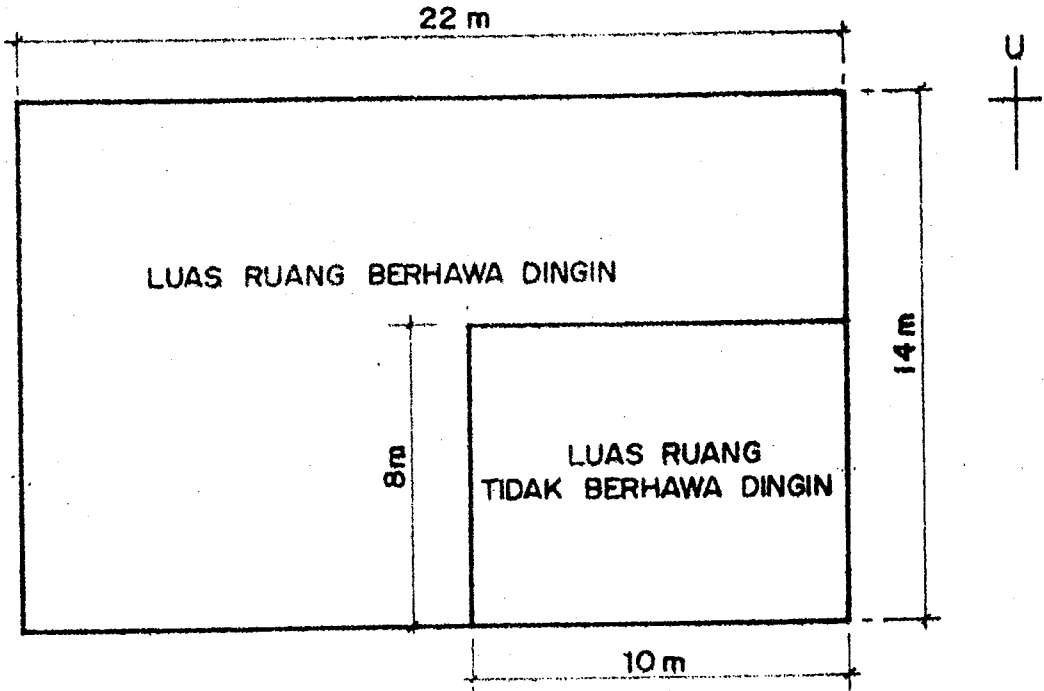 22 m
U
LUAS RUANG BERHAWA DINGIN
14 m
8m
LUAS RUANG
TIDAK BERHAWA DINGIN
10 m